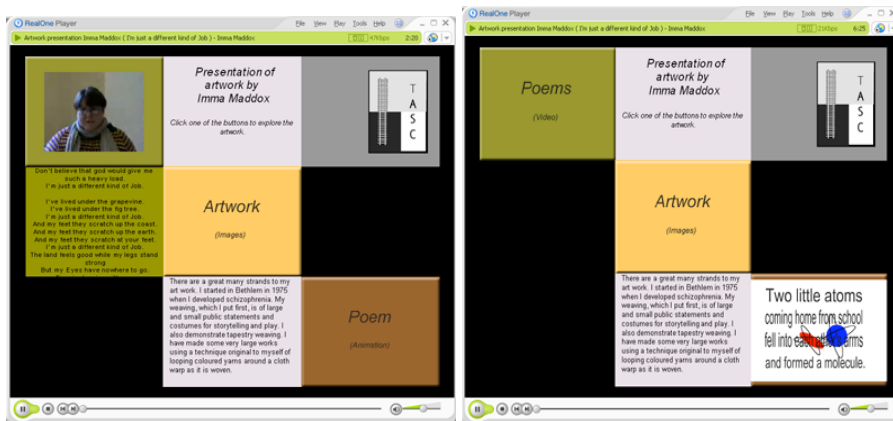 RealOne Player
File View Play Tools Help
Artwork presentation Imma Maddox ( I'm just a different kind of Job ) - Imma Maddox
47Kbps 2:20
Presentation of
artwork by
Imma Maddox
Click one of the buttons to explore the
artwork.
T
A
S
C
Don't believe that god would give me
such a heavy load.
I'm just a different kind of Job.
I've lived under the grapevine.
I've lived under the fig tree.
I'm just a different kind of Job.
And my feet they scratch up the coast.
And my feet they scratch up the earth.
And my feet they scratch at your feet.
I'm just a different kind of Job.
The land feels good while my legs stand
strong
But my Eyes have nowhere to go.
Artwork
(Images)
There are a great many strands to my
art work. I started in Bethlem in 1975
when I developed schizophrenia. My
weaving, which I put first, is of large
and small public statements and
costumes for storytelling and play. I
also demonstrate tapestry weaving. I
have made some very large works
using a technique original to myself of
looping coloured yarns around a cloth
warp as it is woven.
Poem
(Animation)
RealOne Player
File View Play Tools Help
Artwork presentation Imma Maddox ( I'm just a different kind of Job ) - Imma Maddox
21Kbps 6:25
Poems
(Video)
Presentation of
artwork by
Imma Maddox
Click one of the buttons to explore the
artwork.
T
A
S
C
Artwork
(Images)
There are a great many strands to my
art work. I started in Bethlem in 1975
when I developed schizophrenia. My
weaving, which I put first, is of large
and small public statements and
costumes for storytelling and play. I
also demonstrate tapestry weaving. I
have made some very large works
using a technique original to myself of
looping coloured yarns around a cloth
warp as it is woven.
Two little atoms
coming home from school
fell into each other's arms
and formed a molecule.